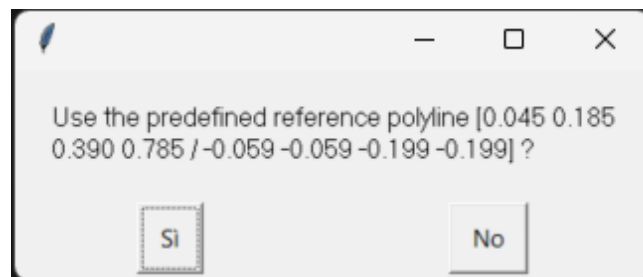 Use the predefined reference polyline [0.045 0.185
0.390 0.785 / -0.059 -0.059 -0.199 -0.199] ?
Sì
No